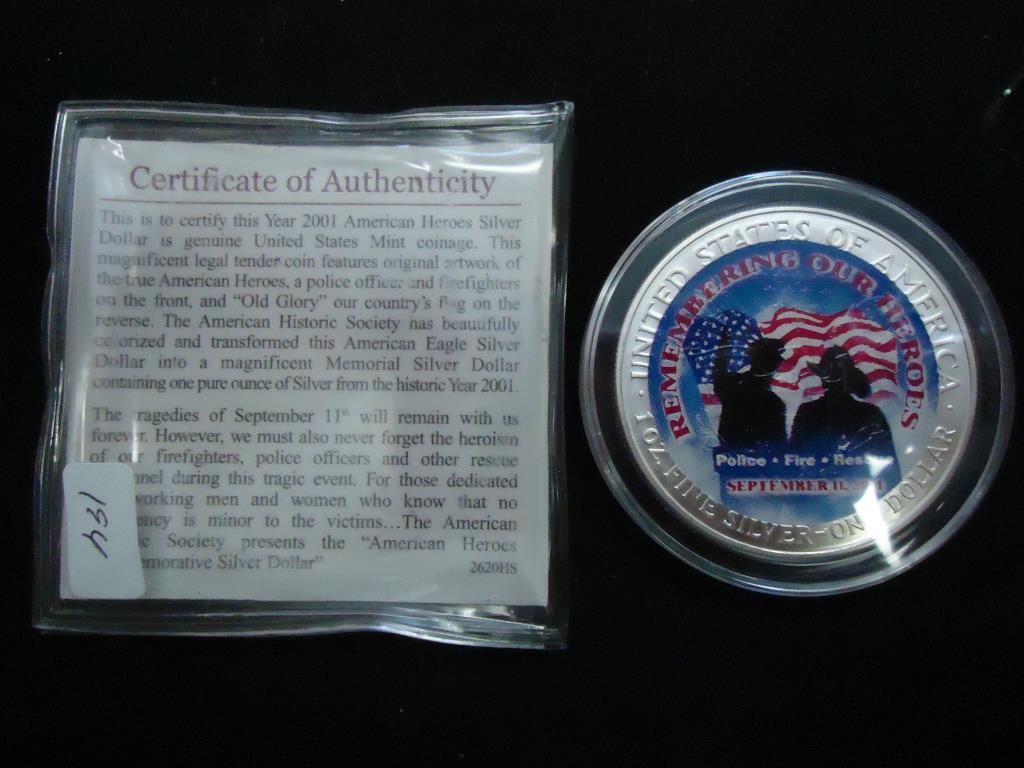 Certificate of Authenticity
This is to certify this Year 2001 American Heroes Silver
Dollar is genuine United States Mint coinage. This
magnificent legal tender coin features original artwork of
the true American Heroes, a police officer and firefighters
on the front, and “Old Glory” our country's flag on the
reverse. The American Historic Society has beautifully
colorized and transformed this American Eagle Silver
Dollar into a magnificent Memorial Silver Dollar
containing one pure ounce of Silver from the historic Year 2001.
The tragedies of September 11th will remain with us
forever. However, we must also never forget the heroism
of our firefighters, police officers and other rescue
during this tragic event. For those dedicated
working men and women who know that no
is minor to the victims...The American
Society presents the “American Heroes
Silver Dollar”
2620HS
194
UNITED STATES OF AMERICA
1 OZ. FINE SILVER-ONE DOLLAR
REMEMBERING OUR HEROES
Police • Fire • Rescue
SEPTEMBER 11, 2001